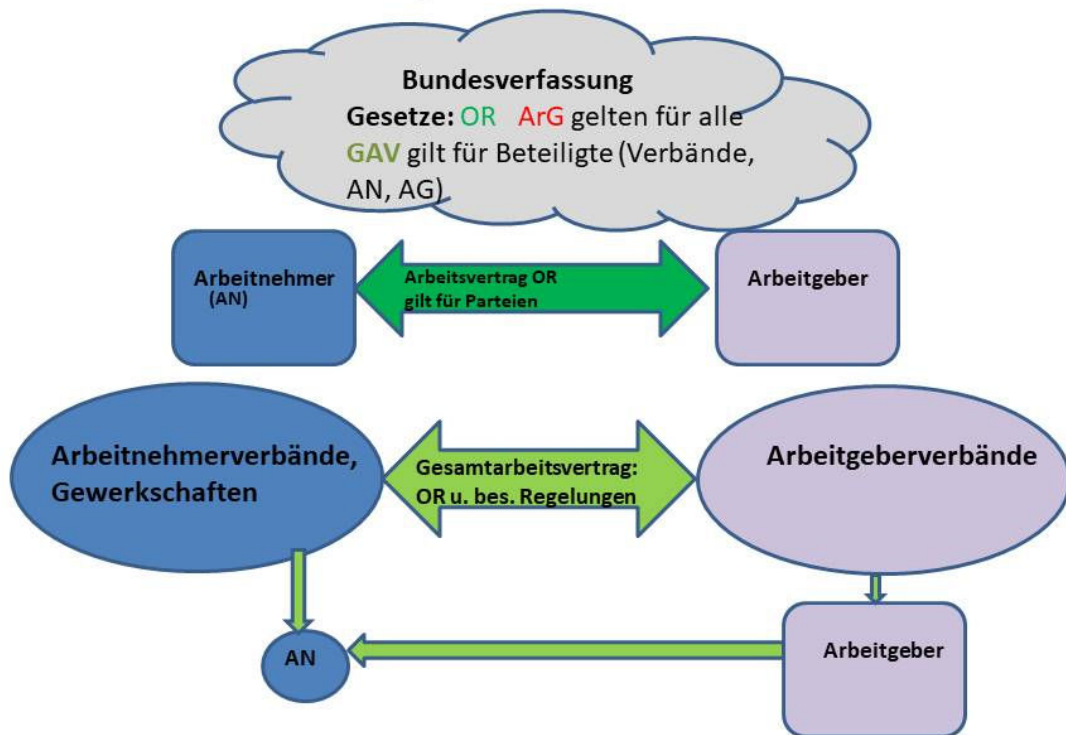 Bundesverfassung
Gesetze: OR ArG gelten für alle
GAV gilt für Beteiligte (Verbände,
AN, AG)
Arbeitnehmer
(AN)
Arbeitsvertrag OR
gilt für Parteien
Arbeitgeber
Arbeitnehmerverbände,
Gewerkschaften
Gesamtarbeitsvertrag:
OR u. bes. Regelungen
Arbeitgeberverbände
AN
Arbeitgeber